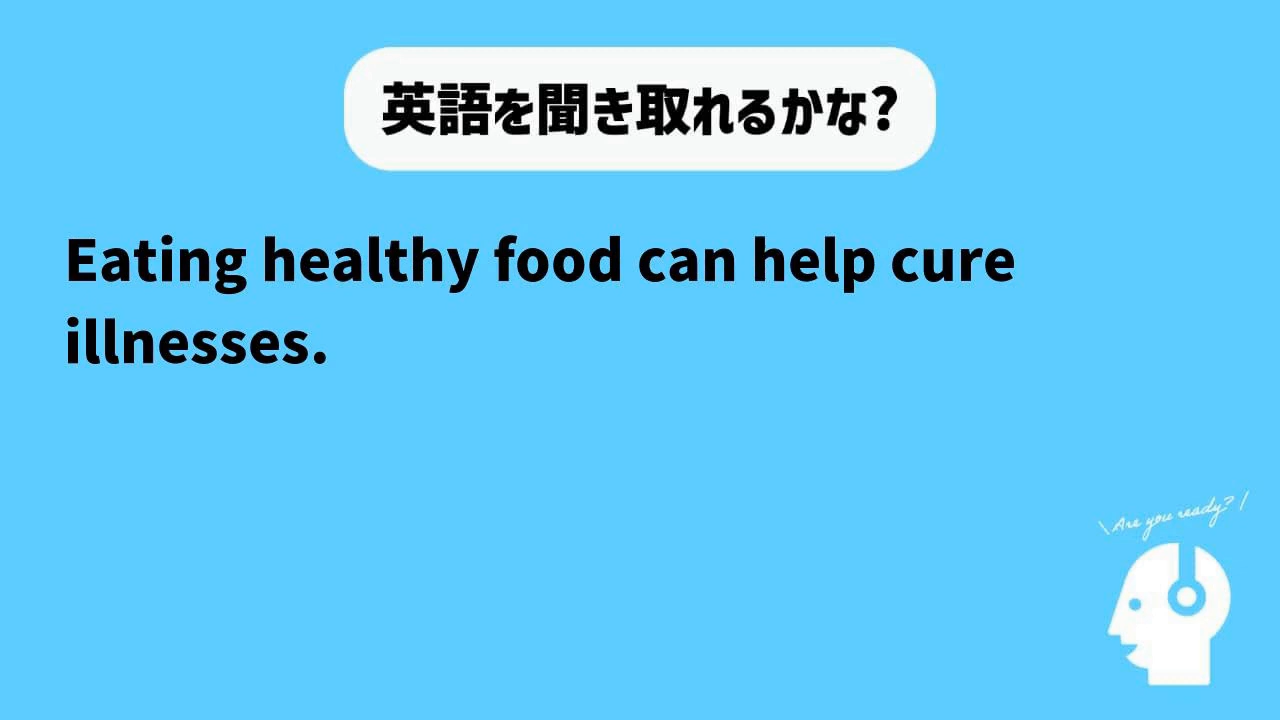 英語を聞き取れるかな?
Eating healthy food can help cure
illnesses.
\Are you ready?/